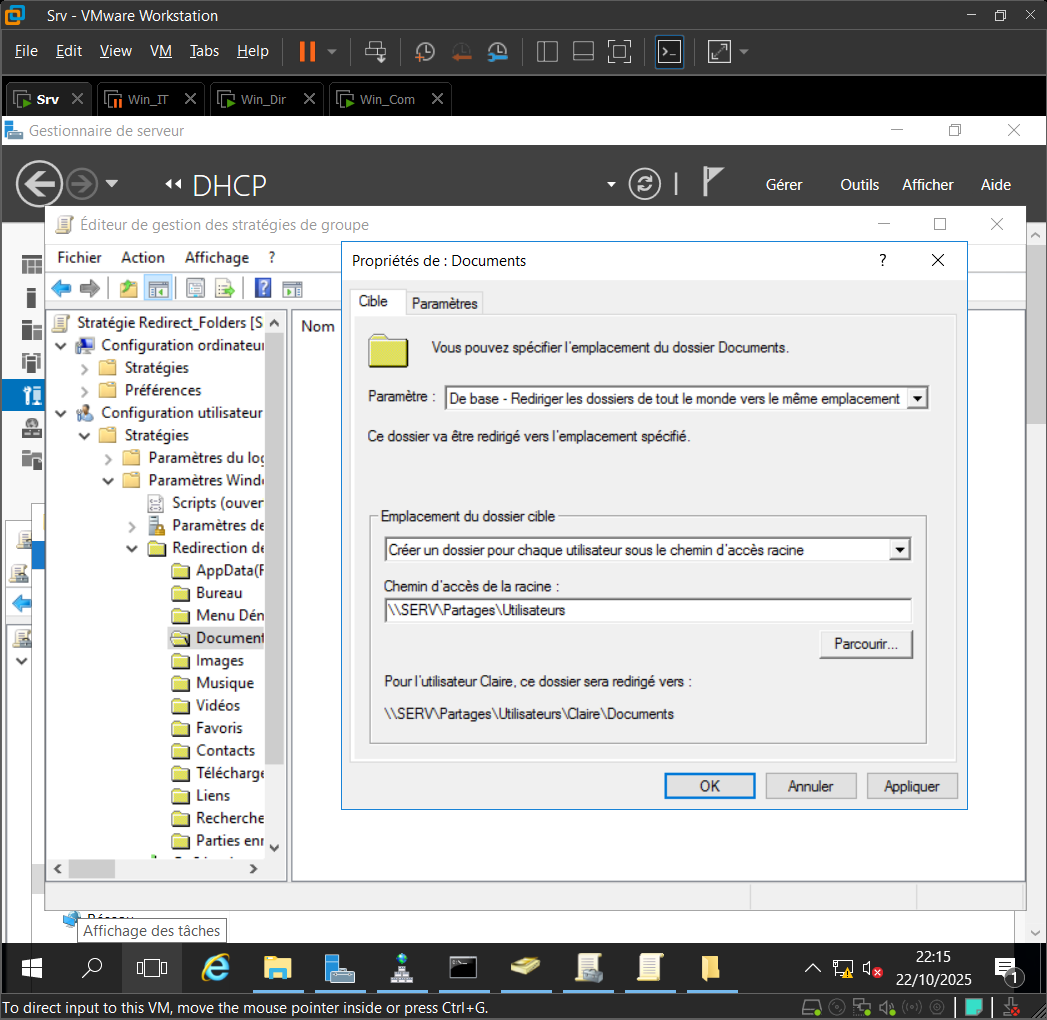 Srv - VMware Workstation
File Edit View VM Tabs Help
Srv Win_IT Win_Dir Win_Com
Gestionnaire de serveur
DHCP
Gérer Outils Afficher Aide
Éditeur de gestion des stratégies de groupe
Fichier Action Affichage ?
Stratégie Redirect_Folders [S
Configuration ordinateur
Stratégies
Préférences
Configuration utilisateur
Stratégies
Paramètres du log
Paramètres Windo
Scripts (ouver
Paramètres de
Redirection de
AppData(R
Bureau
Menu Dém
Document
Images
Musique
Vidéos
Favoris
Contacts
Télécharge
Liens
Recherche
Parties enr
Nom
Propriétés de : Documents
?
Cible Paramètres
Vous pouvez spécifier l'emplacement du dossier Documents.
Paramètre : De base - Rediriger les dossiers de tout le monde vers le même emplacement
Ce dossier va être redirigé vers l'emplacement spécifié.
Emplacement du dossier cible
Créer un dossier pour chaque utilisateur sous le chemin d'accès racine
Chemin d'accès de la racine :
\\SERV\Partages\Utilisateurs
Parcourir...
Pour l'utilisateur Claire, ce dossier sera redirigé vers :
\\SERV\Partages\Utilisateurs\Claire\Documents
OK Annuler Appliquer
Réseau
Affichage des tâches
22:15
22/10/2025
1
To direct input to this VM, move the mouse pointer inside or press Ctrl+G.